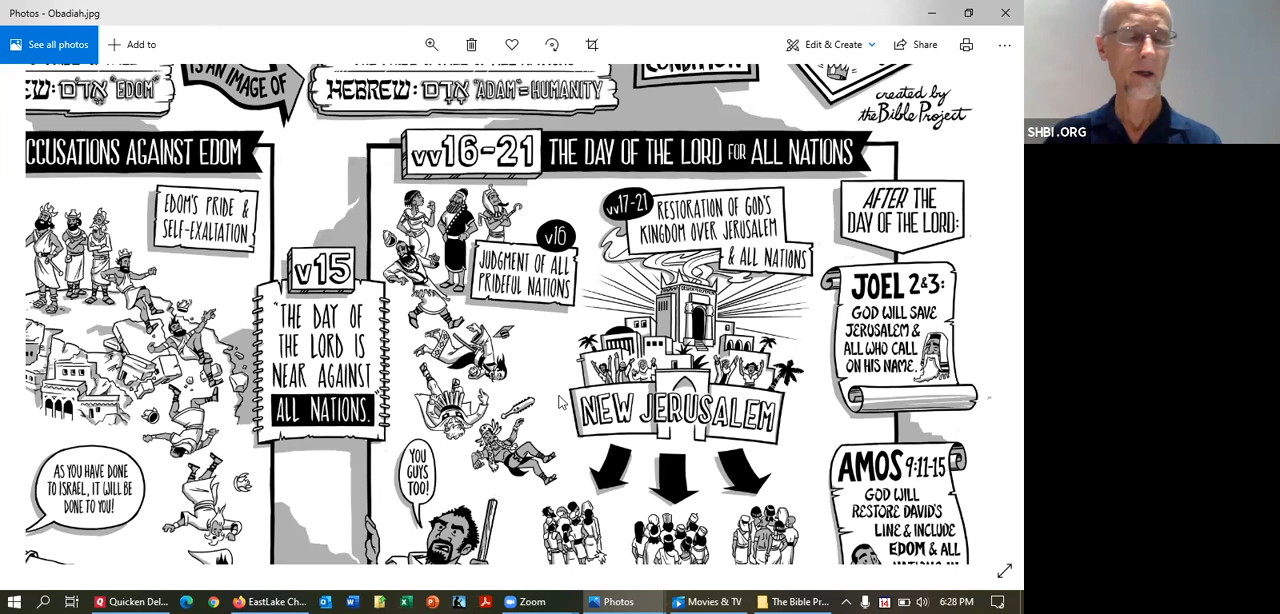 Photos - Obadiah.jpg
See all photos
Add to
Edit & Create
Share
IS AN IMAGE OF
CONDITION
אֱדֹם "EDOM"
HEBREW: אָדָם "ADAM" = HUMANITY
created by
the Bible Project
SHBI.ORG
CCUSATIONS AGAINST EDOM
vv16-21 THE DAY OF THE LORD FOR ALL NATIONS
EDOM'S PRIDE &
SELF-EXALTATION
v15
"THE DAY OF
THE LORD IS
NEAR AGAINST
ALL NATIONS.
v16
JUDGMENT OF ALL
PRIDEFUL NATIONS
vv17-21
RESTORATION OF GOD'S
KINGDOM OVER JERUSALEM
& ALL NATIONS
NEW JERUSALEM
AFTER THE
DAY OF THE LORD:
JOEL 2&3:
GOD WILL SAVE
JERUSALEM &
ALL WHO CALL
ON HIS NAME.
AMOS 9:11-15
GOD WILL
RESTORE DAVID'S
LINE & INCLUDE
EDOM & ALL
NATIONS IN
AS YOU HAVE DONE
TO ISRAEL, IT WILL BE
DONE TO YOU!
YOU
GUYS
TOO!
Quicken Del...
EastLake Ch...
Zoom
Photos
Movies & TV
The Bible Pr...
14
6:28 PM